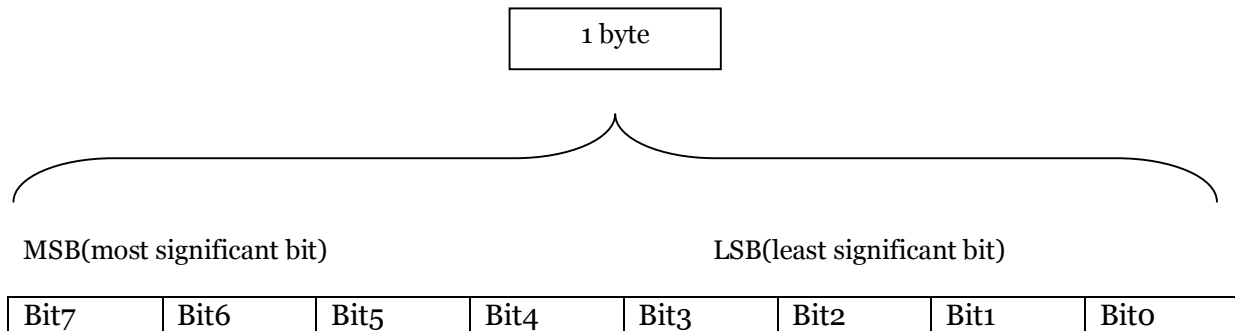 1 byte
MSB(most significant bit) LSB(least significant bit)
Bit7 Bit6 Bit5 Bit4 Bit3 Bit2 Bit1 Bit0